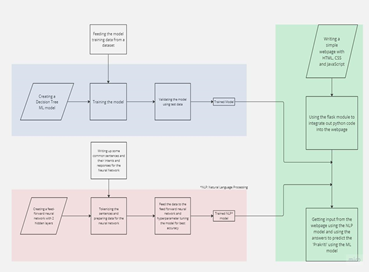 Feeding the model
training data from a
dataset
Creating a
Decision Tree
ML model
Training the model
Validating the model
using test data
Trained Model
Writing up some
common sentences and
their intents and
responses for the
Neural Network
*NLP: Natural Language Processing
Creating a feed
forward neural
network with 2
hidden layers
Tokenizing the
sentences and
preparing data for the
neural network
Feed the data to the
feed forward neural
network and
hyperparameter tunning
the model for best
accuracy
Trained NLP*
model
Writing a
simple
webpage with
HTML, CSS
and JavaScript
Using the flask module to
integrate out python code
into the webpage
Getting input from the
webpage using the NLP
model and using the
answers to predict the
'Prakriti' using the ML
model